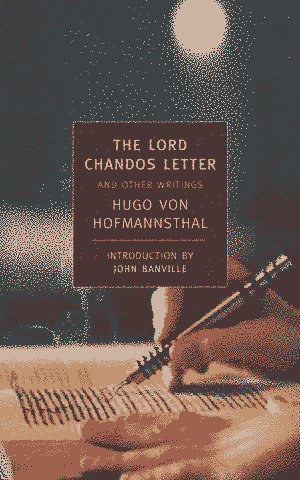 THE LORD
CHANDOS LETTER
AND OTHER WRITINGS
HUGO VON
HOFMANNSTHAL
INTRODUCTION BY
JOHN BANVILLE